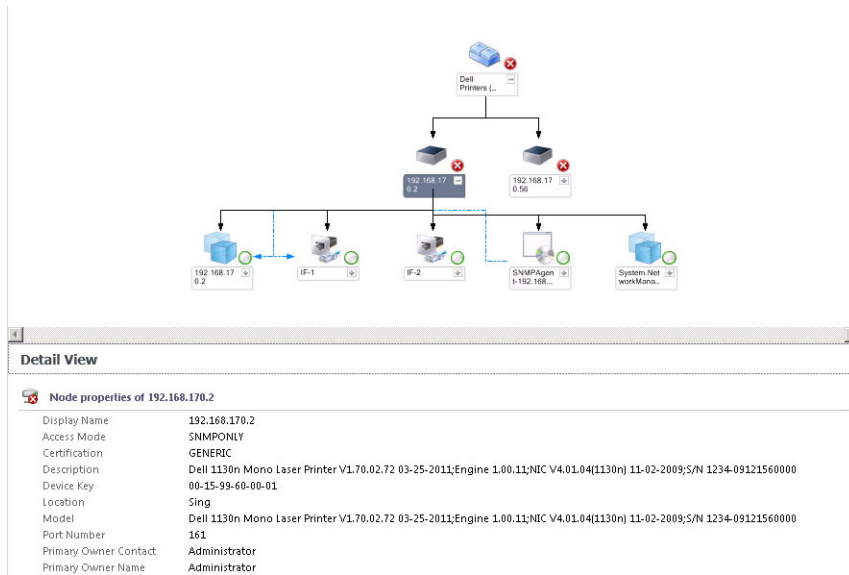 Dell
Printers (...
192.168.17
0.2
192.168.17
0.56
192.168.17
0.2
IF-1
IF-2
SNMPAgen
t-192.168...
System.Net
workMana...
Detail View
Node properties of 192.168.170.2
Display Name 192.168.170.2
Access Mode SNMPONLY
Certification GENERIC
Description Dell 1130n Mono Laser Printer V1.70.02.72 03-25-2011;Engine 1.00.11;NIC V4.01.04(1130n) 11-02-2009;S/N 1234-09121560000
Device Key 00-15-99-60-00-01
Location Sing
Model Dell 1130n Mono Laser Printer V1.70.02.72 03-25-2011;Engine 1.00.11;NIC V4.01.04(1130n) 11-02-2009;S/N 1234-09121560000
Port Number 161
Primary Owner Contact Administrator
Primary Owner Name Administrator